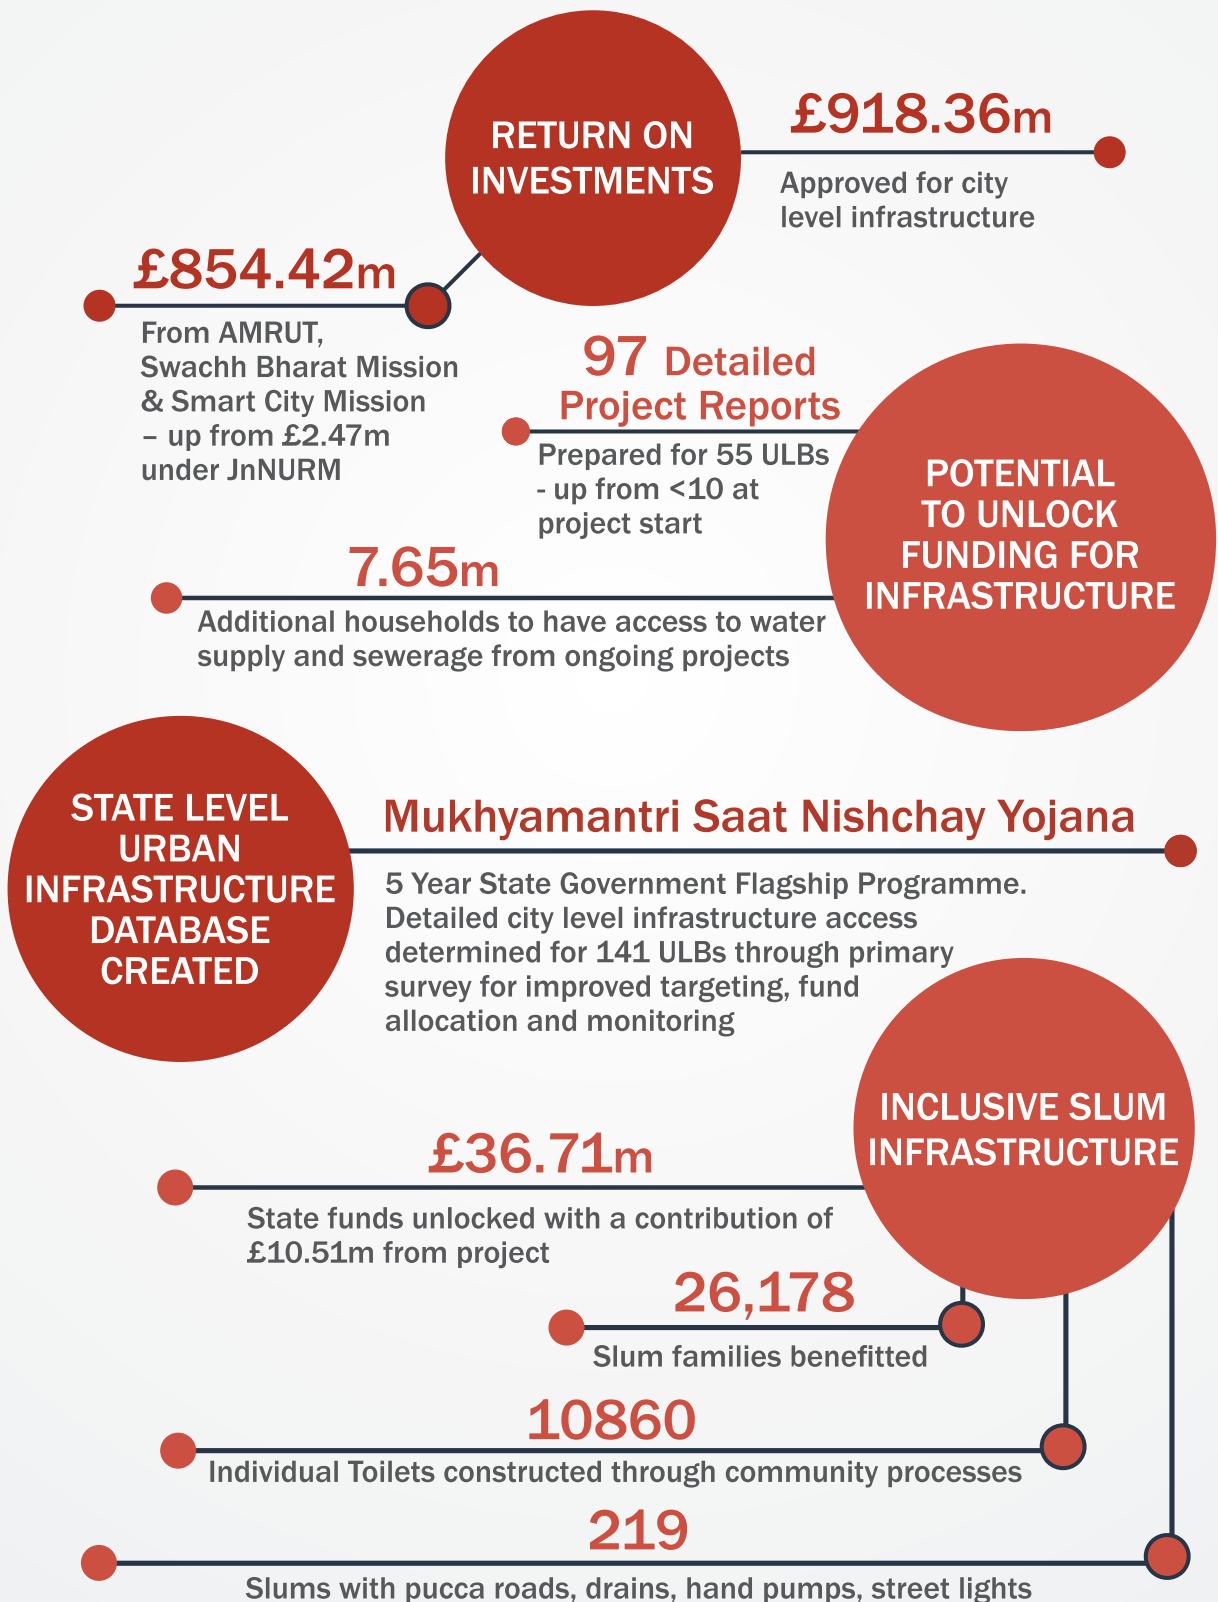 RETURN ON
INVESTMENTS
£918.36m
Approved for city
level infrastructure
£854.42m
From AMRUT,
Swachh Bharat Mission
& Smart City Mission
– up from £2.47m
under JnNURM
97 Detailed
Project Reports
Prepared for 55 ULBs
- up from <10 at
project start
POTENTIAL
TO UNLOCK
FUNDING FOR
INFRASTRUCTURE
7.65m
Additional households to have access to water
supply and sewerage from ongoing projects
STATE LEVEL
URBAN
INFRASTRUCTURE
DATABASE
CREATED
Mukhyamantri Saat Nishchay Yojana
5 Year State Government Flagship Programme.
Detailed city level infrastructure access
determined for 141 ULBs through primary
survey for improved targeting, fund
allocation and monitoring
INCLUSIVE SLUM
INFRASTRUCTURE
£36.71m
State funds unlocked with a contribution of
£10.51m from project
26,178
Slum families benefitted
10860
Individual Toilets constructed through community processes
219
Slums with pucca roads, drains, hand pumps, street lights